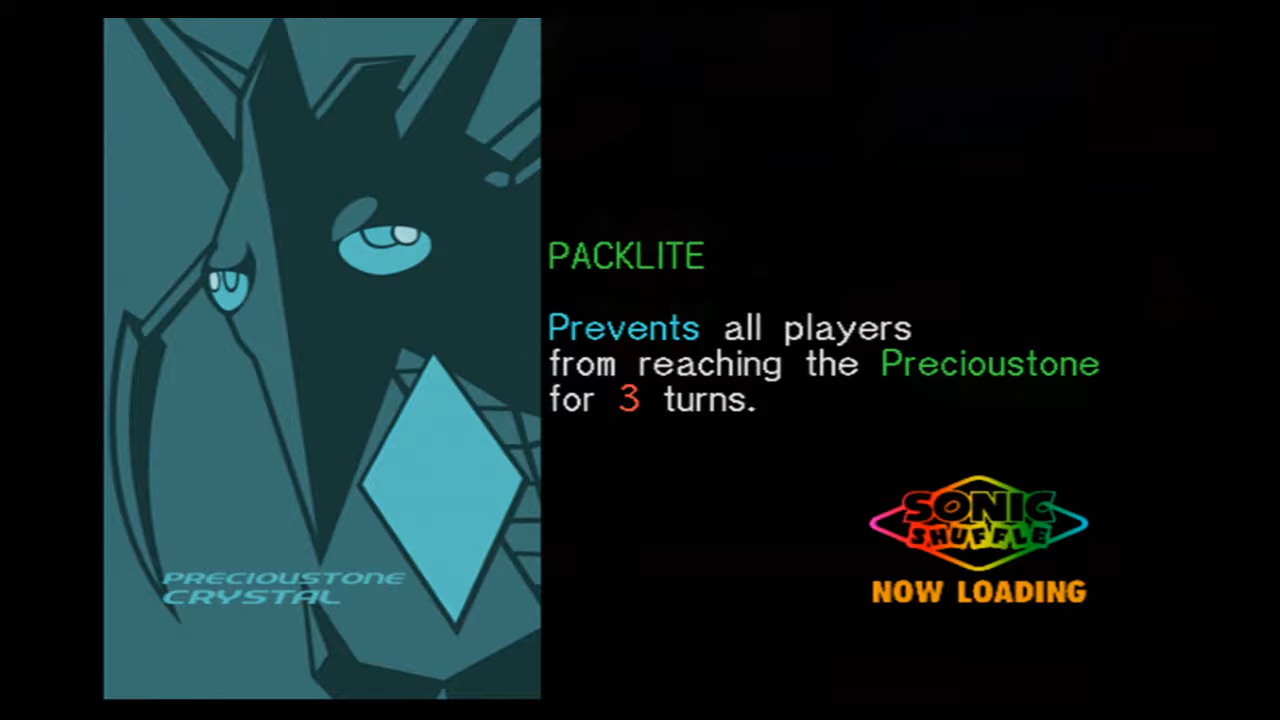 PACKLITE
Prevents all players
from reaching the Precioustone
for 3 turns.
PRECIOUSTONE
CRYSTAL
SONIC
SHUFFLE
NOW LOADING